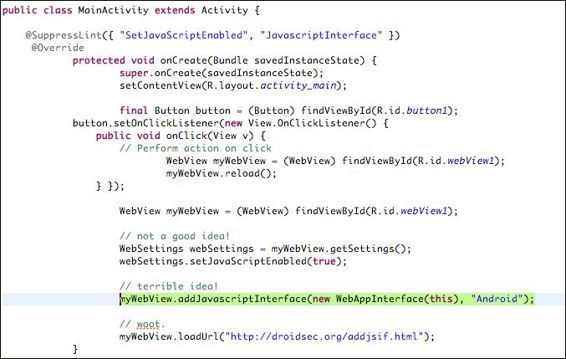 public class MainActivity extends Activity {
@SuppressLint({ "SetJavaScriptEnabled", "JavascriptInterface" })
@Override
protected void onCreate(Bundle savedInstanceState) {
super.onCreate(savedInstanceState);
setContentView(R.layout.activity_main);
final Button button = (Button) findViewById(R.id.button1);
button.setOnClickListener(new View.OnClickListener() {
public void onClick(View v) {
// Perform action on click
WebView myWebView = (WebView) findViewById(R.id.webView1);
myWebView.reload();
} });
WebView myWebView = (WebView) findViewById(R.id.webView1);
// not a good idea!
WebSettings webSettings = myWebView.getSettings();
webSettings.setJavaScriptEnabled(true);
// terrible idea!
myWebView.addJavascriptInterface(new WebAppInterface(this), "Android");
// woot.
myWebView.loadUrl("http://droidsec.org/addjsif.html");
}